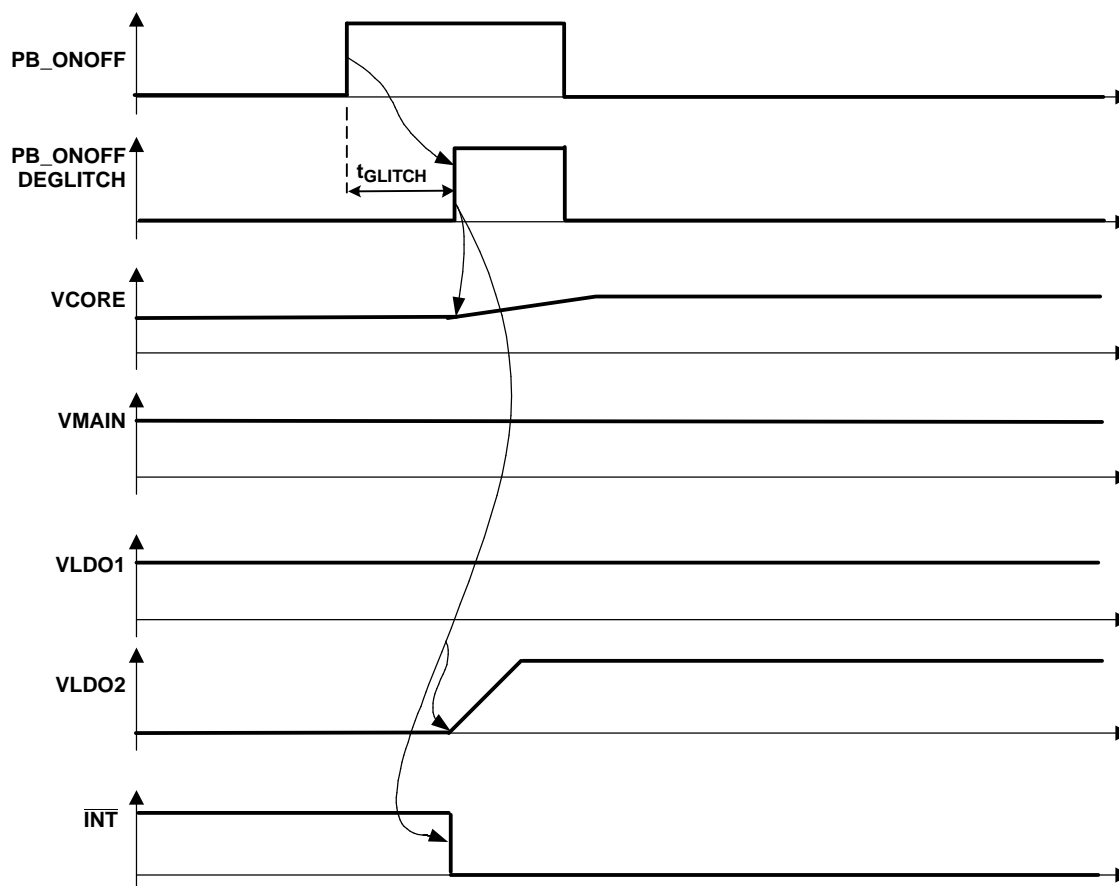 PB_ONOFF
PB_ONOFF
DEGLITCH
tGLITCH
VCORE
VMAIN
VLDO1
VLDO2
INT